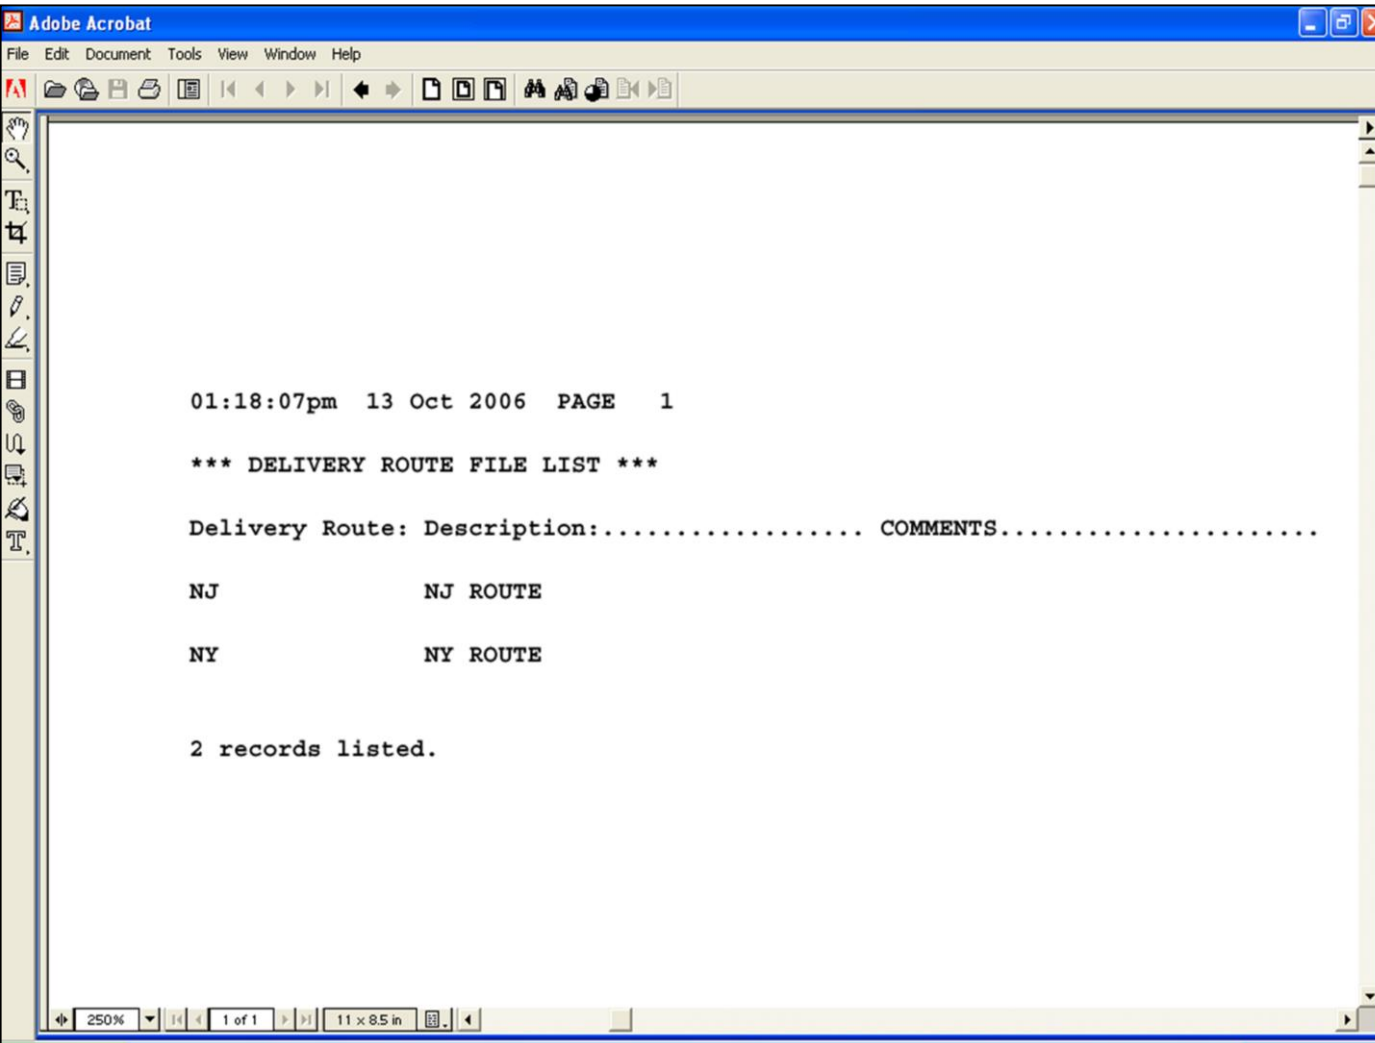 Adobe Acrobat
File Edit Document Tools View Window Help
01:18:07pm  13 Oct 2006  PAGE   1
*** DELIVERY ROUTE FILE LIST ***
Delivery Route: Description:.................. COMMENTS......................
NJ              NJ ROUTE
NY              NY ROUTE
2 records listed.
250% 1 of 1 11 x 8.5 in